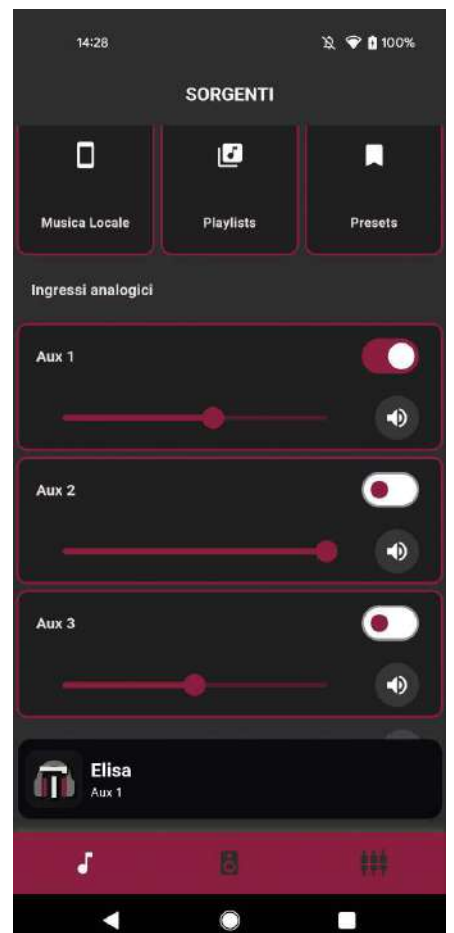 14:28 100%
SORGENTI
Musica Locale Playlists Presets
Ingressi analogici
Aux 1
Aux 2
Aux 3
Elisa
Aux 1